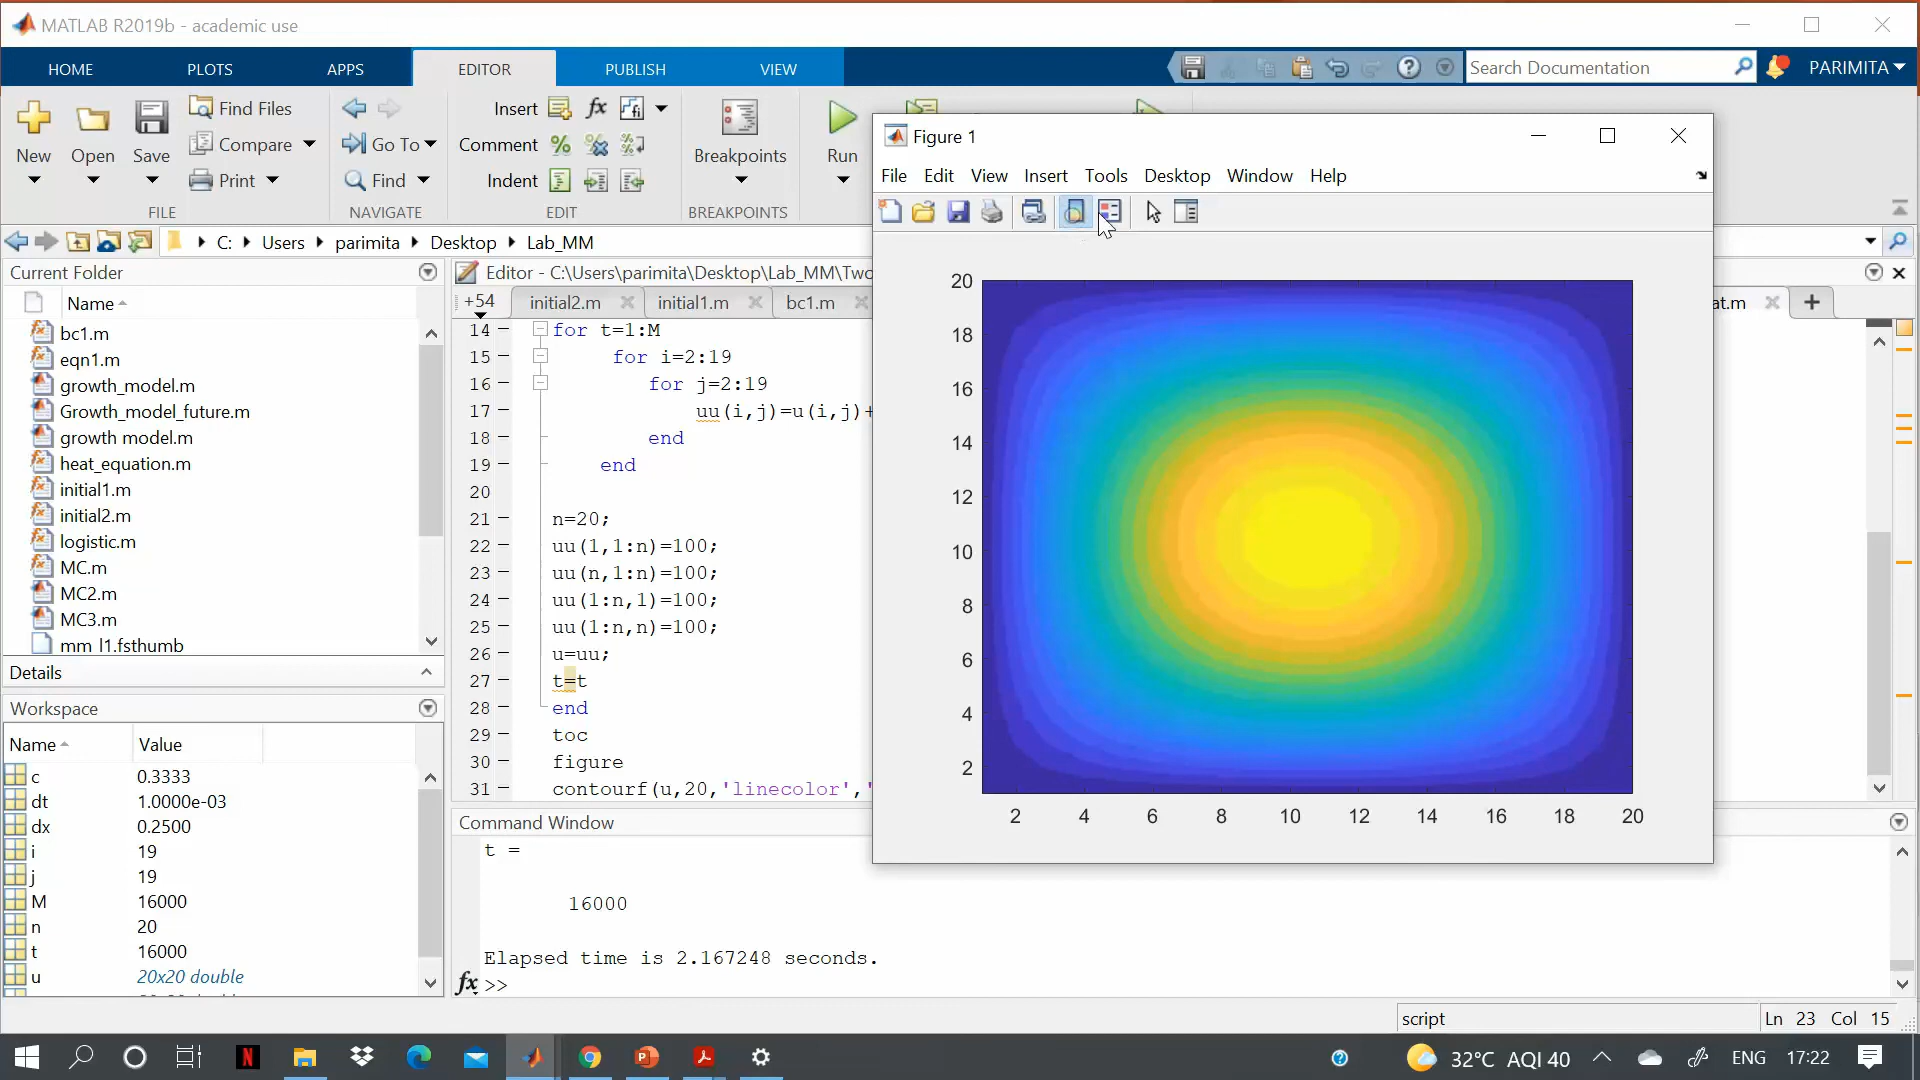 MATLAB R2019b - academic use
HOME PLOTS APPS EDITOR PUBLISH VIEW
Search Documentation PARIMITA
New Open Save
Find Files
Compare
Print
FILE
Go To
Find
NAVIGATE
Insert fx
Comment
Indent
EDIT
Breakpoints
BREAKPOINTS
Run
C: Users parimita Desktop Lab_MM
Current Folder
Name
bc1.m
eqn1.m
growth_model.m
Growth_model_future.m
growth model.m
heat_equation.m
initial1.m
initial2.m
logistic.m
MC.m
MC2.m
MC3.m
mm l1.fsthumb
Details
Workspace
Name Value
c 0.3333
dt 1.0000e-03
dx 0.2500
i 19
j 19
M 16000
n 20
t 16000
u 20x20 double
Editor - C:\Users\parimita\Desktop\Lab_MM\Two
+54 initial2.m initial1.m bc1.m at.m
14 for t=1:M
15 for i=2:19
16 for j=2:19
17 uu(i,j)=u(i,j)+
18 end
19 end
20
21 n=20;
22 uu(1,1:n)=100;
23 uu(n,1:n)=100;
24 uu(1:n,1)=100;
25 uu(1:n,n)=100;
26 u=uu;
27 t=t
28 end
29 toc
30 figure
31 contourf(u,20,'linecolor','
Command Window
t =
16000
Elapsed time is 2.167248 seconds.
fx >>
Figure 1
File Edit View Insert Tools Desktop Window Help
20
18
16
14
12
10
8
6
4
2
2 4 6 8 10 12 14 16 18 20
script Ln 23 Col 15
32°C AQI 40 ENG 17:22